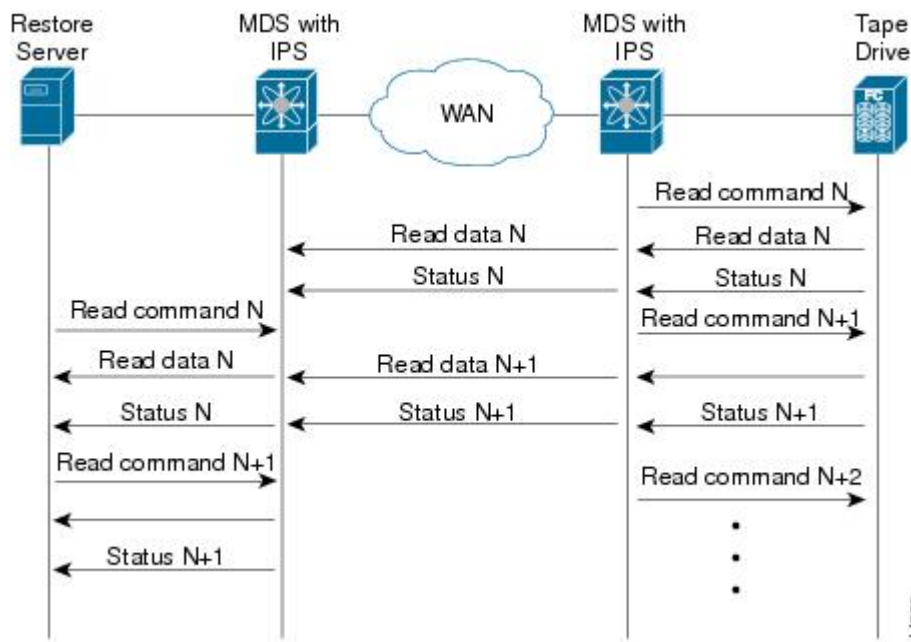 Restore
Server
MDS with
IPS
MDS with
IPS
Tape
Drive
WAN
FC
Read command N
Read data N
Read data N
Status N
Status N
Read command N
Read command N+1
Read data N
Read data N+1
Status N
Status N+1
Status N+1
Read command N+1
Read command N+2
Status N+1